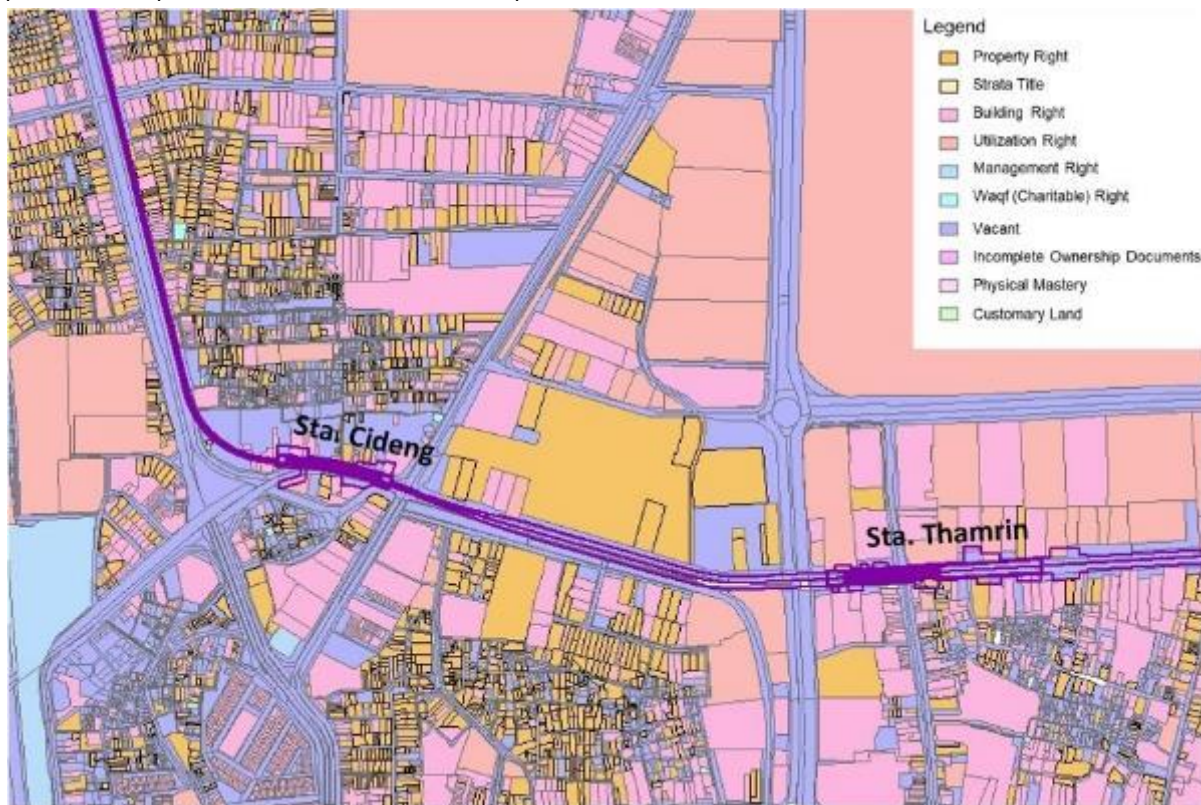 Legend
Property Right
Strata Title
Building Right
Utilization Right
Management Right
Waqf (Charitable) Right
Vacant
Incomplete Ownership Documents
Physical Mastery
Customary Land
Sta. Cideng
Sta. Thamrin